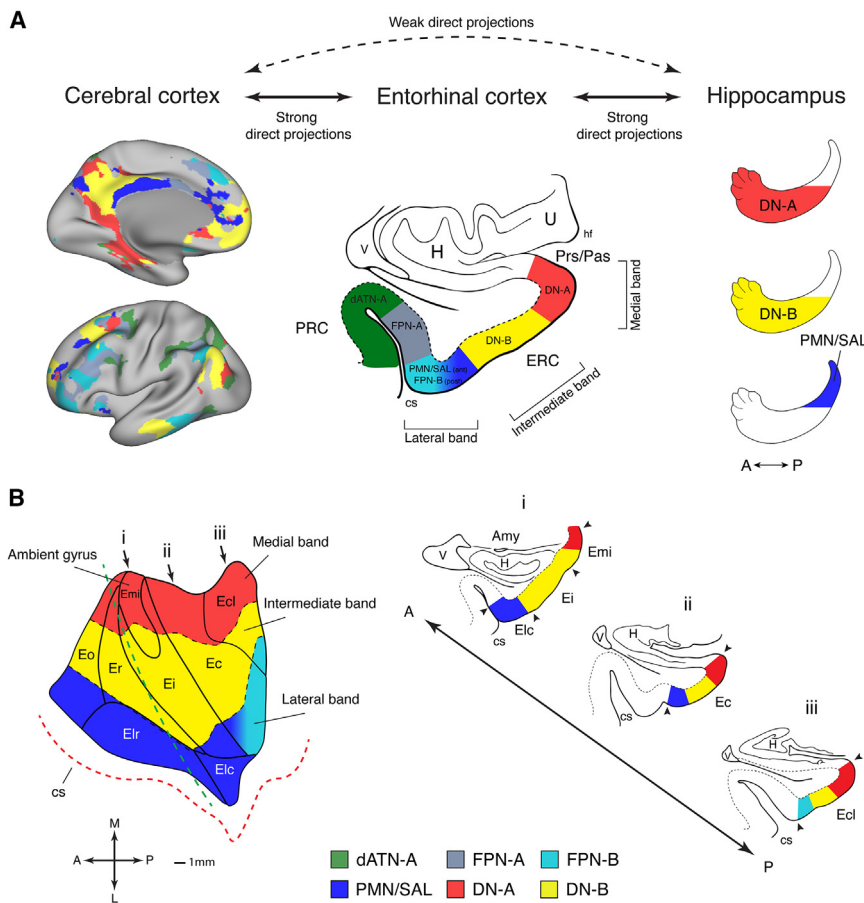 A
Weak direct projections
Cerebral cortex
Entorhinal cortex
Hippocampus
Strong
direct projections
Strong
direct projections
U
hf
H
V
Prs/Pas
DN-A
dATN-A
DN-A
Medial band
PRC
FPN-A
DN-B
DN-B
PMN/SAL
PMN/SAL (ant)
FPN-B (post)
ERC
cs
Intermediate band
Lateral band
A P
B
i
ii
iii
Medial band
Ambient gyrus
Emi
Ecl
Intermediate band
Eo
Er
Ec
Ei
Lateral band
Elr
Elc
cs
M
A P
L
1mm
i
Amy
V
H
Emi
Ei
Elc
cs
A
ii
H
V
Ec
cs
iii
H
V
Ecl
cs
P
dATN-A
FPN-A
FPN-B
PMN/SAL
DN-A
DN-B